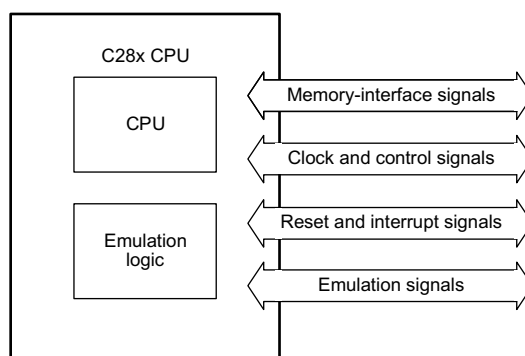 C28x CPU
CPU
Memory-interface signals
Clock and control signals
Reset and interrupt signals
Emulation
logic
Emulation signals